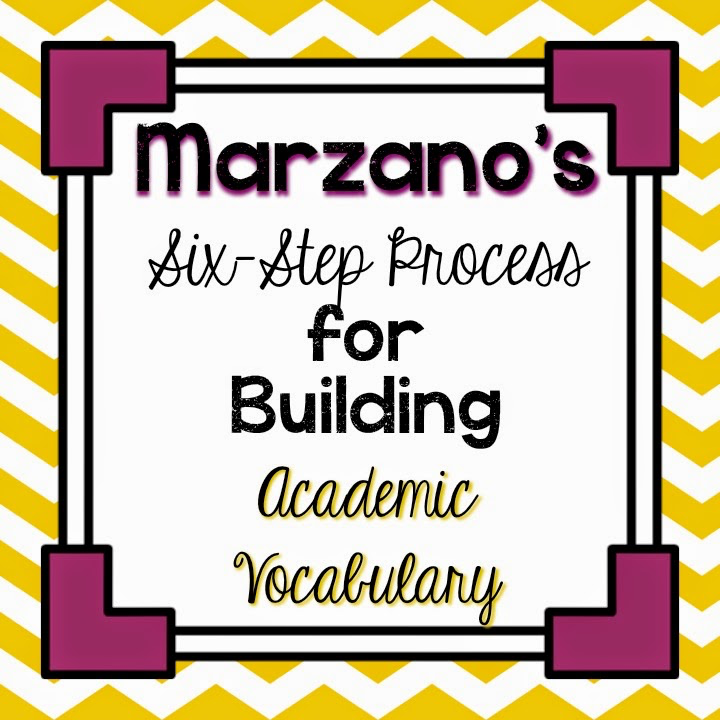 Marzano's
Six-Step Process
for
Building
Academic
Vocabulary